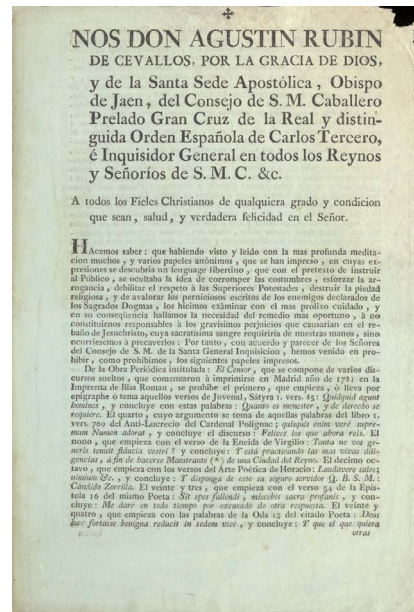 NOS DON AGUSTIN RUBIN
DE CEVALLOS, POR LA GRACIA DE DIOS,
y de la Santa Sede Apostólica, Obispo
de Jaen, del Consejo de S. M. Caballero
Prelado Gran Cruz de la Real y distin-
guida Orden Española de Carlos Tercero,
é Inquisidor General en todos los Reynos
y Señoríos de S. M. C. &c.
A todos los Fieles Christianos de qualquiera grado y condicion
que sean, salud, y verdadera felicidad en el Señor.
Hacemos saber: que habiendo visto y leido con la mas profunda medita-
cion muchos, y varios papeles anónimos, que se han impreso, en cuyas ex-
presiones se descubria un lenguage libertino, que con el pretexto de instruir
al Público, se ocultaba la idea de corromper las costumbres, esforzar la ar-
rogancia, debilitar el respeto á las Superiores Potestades, destruir la piedad
religiosa, y de avalorar los perniciosos escritos de los enemigos declarados de
los Sagrados Dogmas, los hicimos exâminar con el mas prolixo cuidado, y
en su conseqüencia hallamos la necesidad del remedio mas oportuno, á no
constituirnos responsables à los gravísimos perjuicios que causarian en el re-
baño de Jesuchristo, cuya sacratísima sangre requiriría de nuestras manos, sino
ocurriesemos à precaverlos: Por tanto, con acuerdo y parecer de los Señores
del Consejo de S. M. de la Santa General Inquisicion, hemos venido en pro-
hibir, como prohibimos, los siguientes papeles impresos.
De la Obra Periódica intitulada: El Censor, que se compone de varios dis-
cursos sueltos, que comenzaron à imprimirse en Madrid año de 1781 en la
Imprenta de Blas Roman, se prohibe el primero, que empieza, ò lleva por
epigraphe ò tema aquellos versos de Juvenal, Sátyra 1. vers. 85: Quidquid agunt
homines, y concluye con estas palabras: Quanto es menester, y de derecho se
requiere. El quarto, cuyo argumento se toma de aquellas palabras del libro 1.
vers. 760 del Anti-Lucrecio del Cardenal Polignac; quisquis enim veré supre-
mum Numen adorat, y concluye el discurso: Felices los que ahora reís. El
nono, que empieza con el verso de la Eneida de Virgilio: Tanta ne vos ge-
neris tenuit fiducia vestri? y concluye: Y está practicando las mas vivas dili-
gencias, á fin de hacerse Maestrante (*) de una Ciudad del Reyno. El decimo oc-
tavo, que empieza con los versos del Arte Poética de Horacio: Laudavere sales;
nimium &c., y concluye: Y disponga de este su seguro servidor Q. B. S. M.:
Cándido Zorrilla. El veinte y tres, que empieza con el verso 54 de la Epis-
tola 16 del mismo Poeta: Sit spes fallendi, miscebis sacra profanis, y con-
cluye: Me dare en todo tiempo por excusado de otra respuesta. El veinte y
quatro, que empieza con las palabras de la Oda 13 del citado Poeta: Deus
hæc fortasse benigna reducet in sedem vice, y concluye: Y que el que quiera
otras